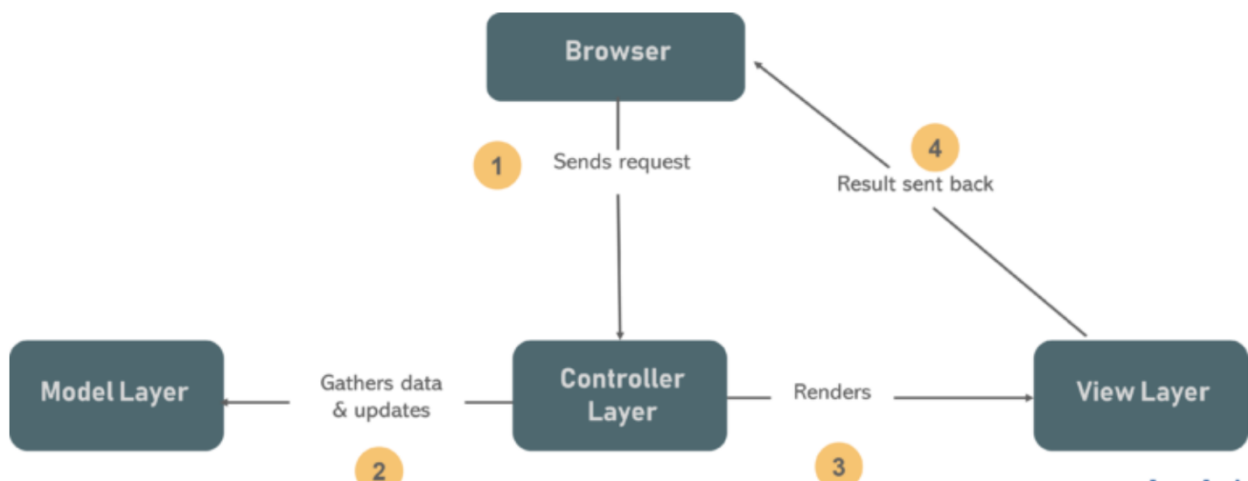 Browser
1
Sends request
4
Result sent back
Model Layer
Gathers data
& updates
2
Controller
Layer
Renders
3
View Layer